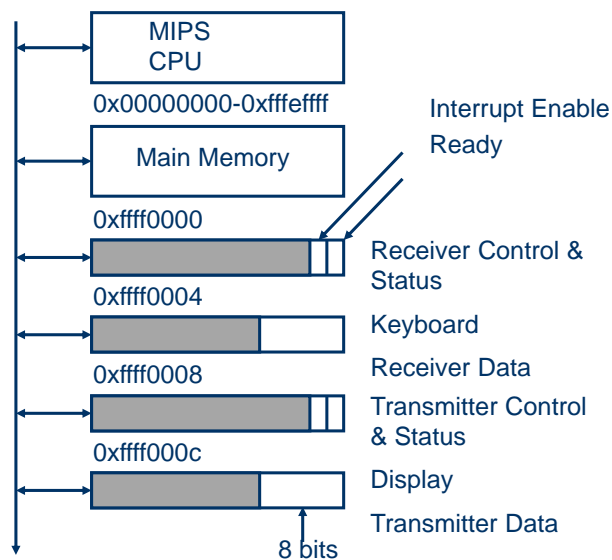 MIPS
CPU
0x00000000-0xfffeffff
Interrupt Enable
Ready
Main Memory
0xffff0000
Receiver Control &
Status
0xffff0004
Keyboard
Receiver Data
0xffff0008
Transmitter Control
& Status
0xffff000c
Display
Transmitter Data
8 bits